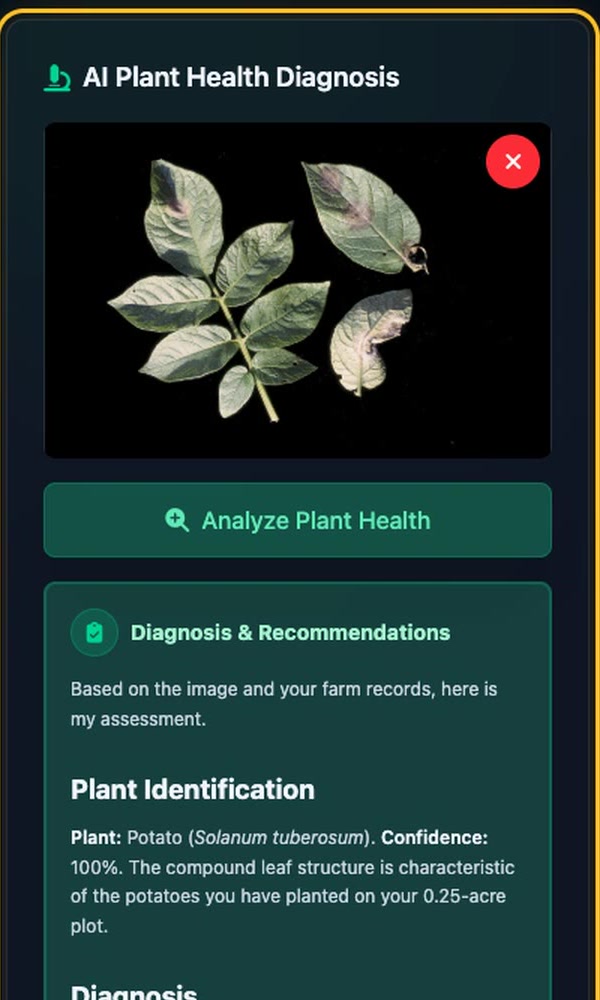 AI Plant Health Diagnosis
Analyze Plant Health
Diagnosis & Recommendations
Based on the image and your farm records, here is
my assessment.
Plant Identification
Plant: Potato (Solanum tuberosum). Confidence:
100%. The compound leaf structure is characteristic
of the potatoes you have planted on your 0.25-acre
plot.
Diagnosis